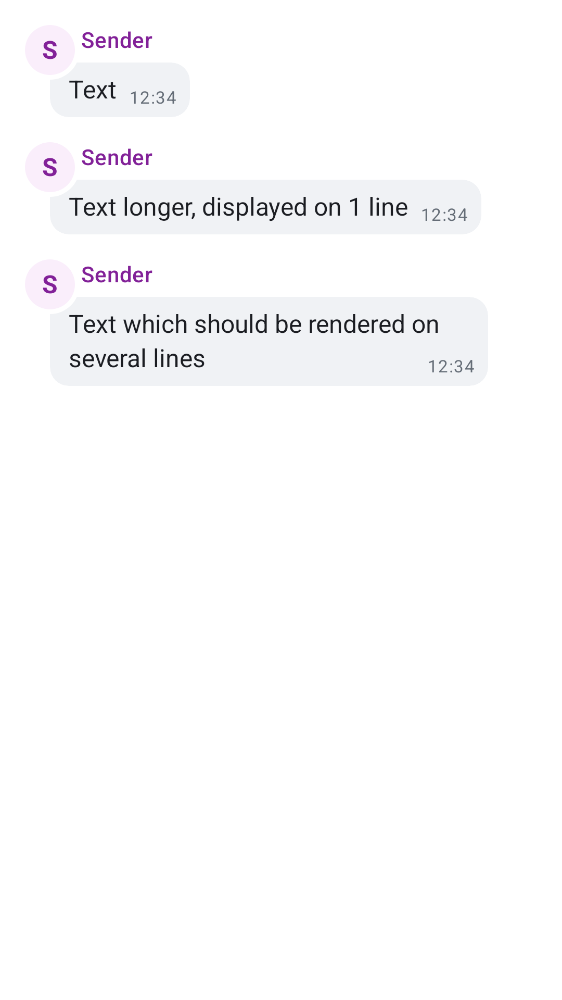 S Sender
Text 12:34
S Sender
Text longer, displayed on 1 line 12:34
S Sender
Text which should be rendered on
several lines 12:34